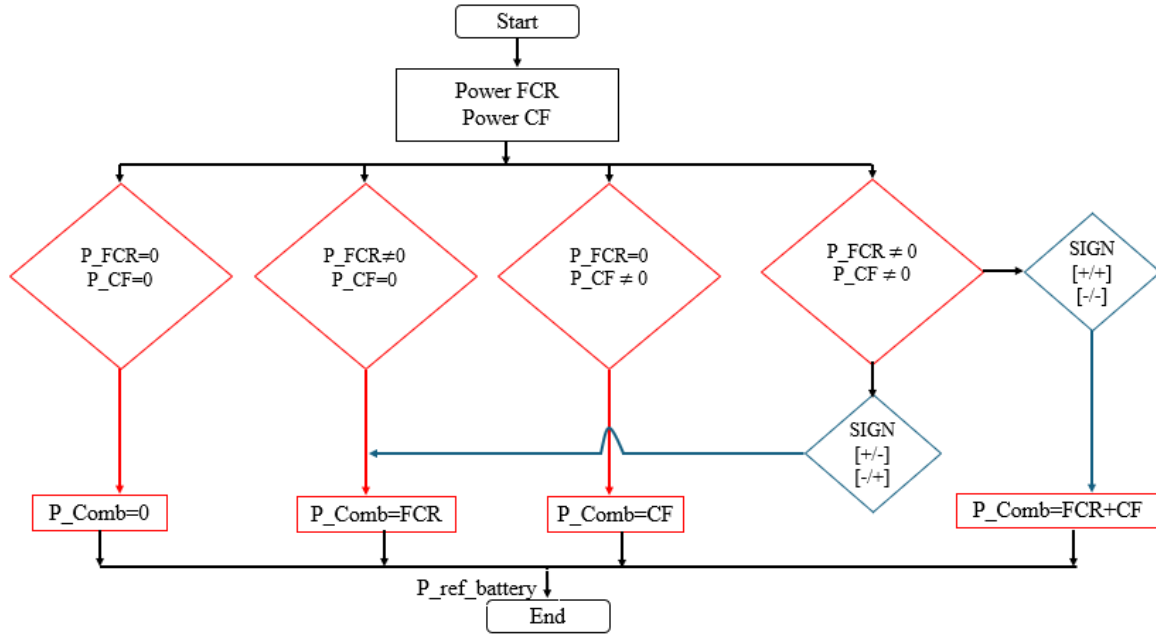 Start
Power FCR
Power CF
P_FCR=0
P_CF=0
P_FCR≠0
P_CF=0
P_FCR=0
P_CF ≠ 0
P_FCR ≠ 0
P_CF ≠ 0
SIGN
[+/+]
[-/-]
SIGN
[+/-]
[-/+]
P_Comb=0
P_Comb=FCR
P_Comb=CF
P_Comb=FCR+CF
P_ref_battery
End